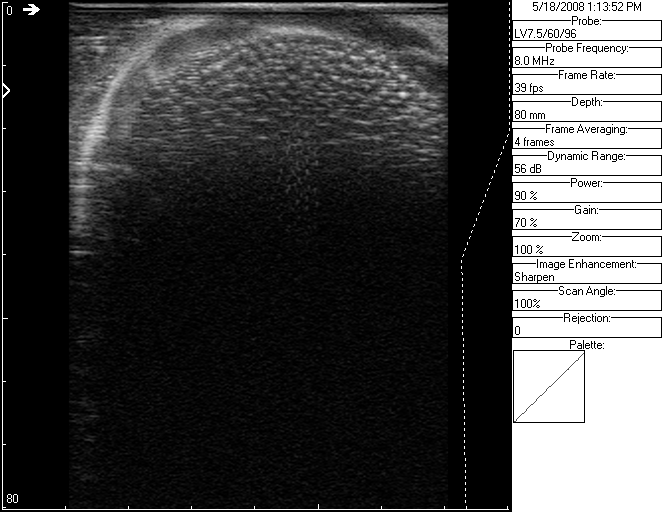 0
80
5/18/2008 1:13:52 PM
Probe:
LV7.5/60/96
Probe Frequency:
8.0 MHz
Frame Rate:
39 fps
Depth:
80 mm
Frame Averaging:
4 frames
Dynamic Range:
56 dB
Power:
90 %
Gain:
70 %
Zoom:
100 %
Image Enhancement:
Sharpen
Scan Angle:
100%
Rejection:
0
Palette: